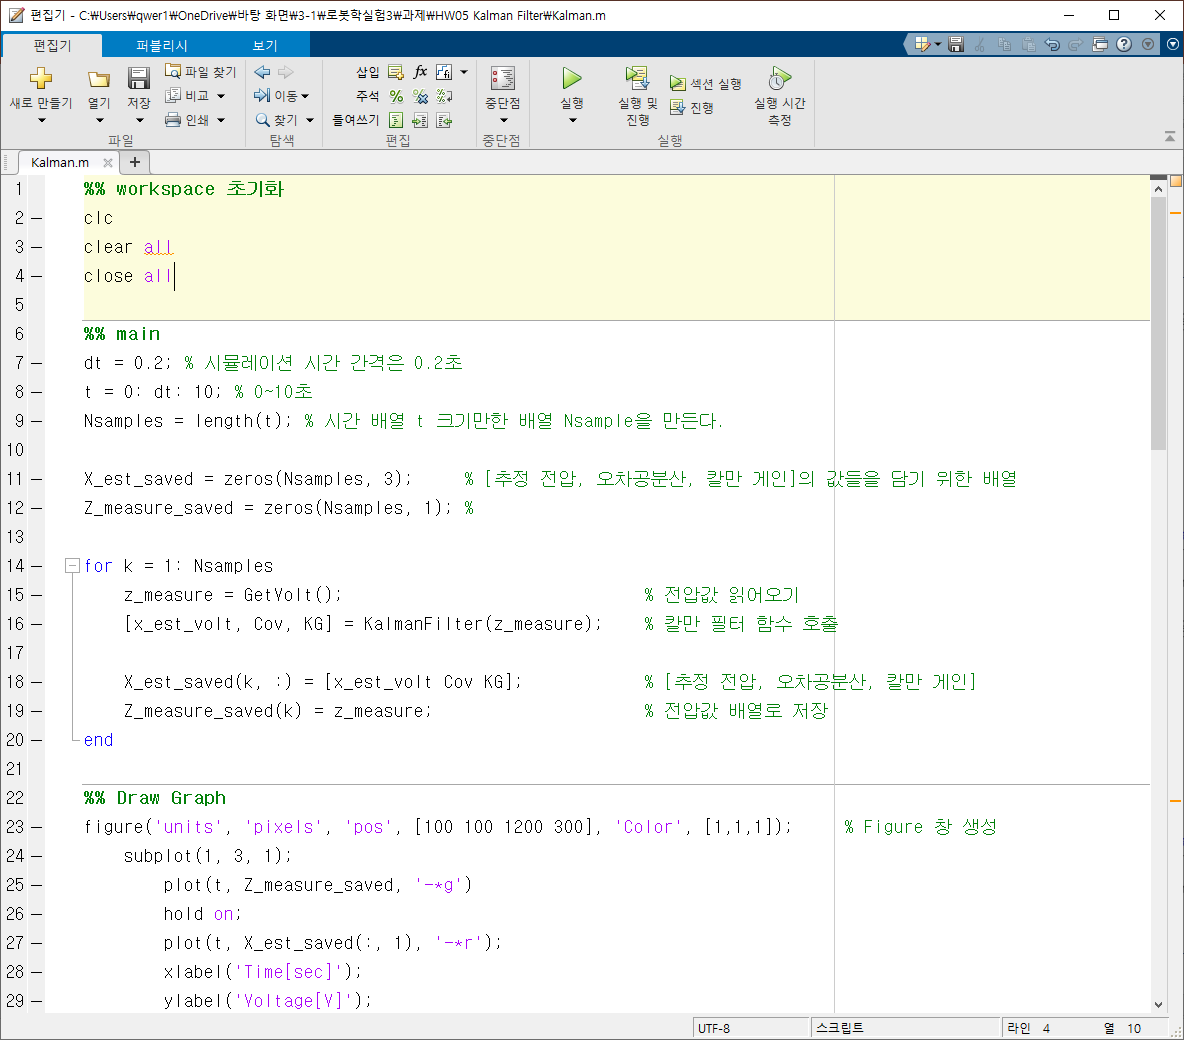 편집기 - C:₩Users₩qwer1₩OneDrive₩바탕 화면₩3-1₩로봇학실험3₩과제₩HW05 Kalman Filter₩Kalman.m
편집기 퍼블리시 보기
새로 만들기 열기 저장 파일 찾기 비교 인쇄
이동 찾기
삽입 fx
주석
들여쓰기
중단점
실행 실행 및 진행 섹션 실행 진행 실행 시간 측정
파일 탐색 편집 중단점 실행
Kalman.m
1 %% workspace 초기화
2 clc
3 clear all
4 close all
5
6 %% main
7 dt = 0.2; % 시뮬레이션 시간 간격은 0.2초
8 t = 0: dt: 10; % 0~10초
9 Nsamples = length(t); % 시간 배열 t 크기만한 배열 Nsample을 만든다.
10
11 X_est_saved = zeros(Nsamples, 3); % [추정 전압, 오차공분산, 칼만 게인]의 값들을 담기 위한 배열
12 Z_measure_saved = zeros(Nsamples, 1); %
13
14 for k = 1: Nsamples
15 z_measure = GetVolt(); % 전압값 읽어오기
16 [x_est_volt, Cov, KG] = KalmanFilter(z_measure); % 칼만 필터 함수 호출
17
18 X_est_saved(k, :) = [x_est_volt Cov KG]; % [추정 전압, 오차공분산, 칼만 게인]
19 Z_measure_saved(k) = z_measure; % 전압값 배열로 저장
20 end
21
22 %% Draw Graph
23 figure('units', 'pixels', 'pos', [100 100 1200 300], 'Color', [1,1,1]); % Figure 창 생성
24 subplot(1, 3, 1);
25 plot(t, Z_measure_saved, '-*g')
26 hold on;
27 plot(t, X_est_saved(:, 1), '-*r');
28 xlabel('Time[sec]');
29 ylabel('Voltage[V]');
UTF-8 스크립트 라인 4 열 10